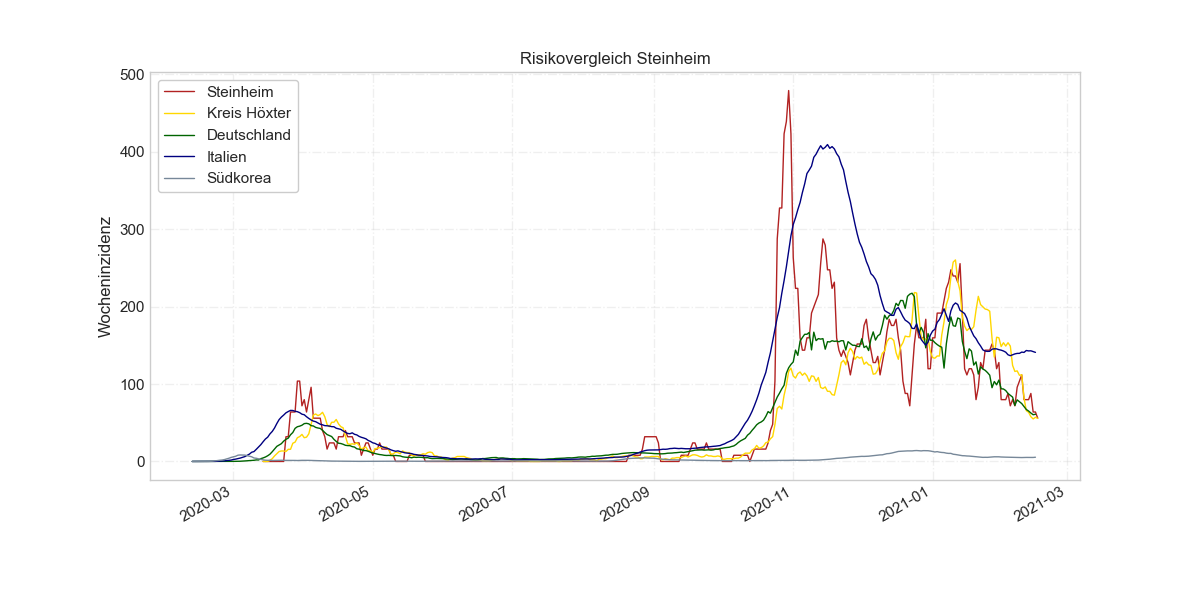 Risikovergleich Steinheim
Steinheim
Kreis Höxter
Deutschland
Italien
Südkorea
Wocheninzidenz
500
400
300
200
100
0
2020-03
2020-05
2020-07
2020-09
2020-11
2021-01
2021-03